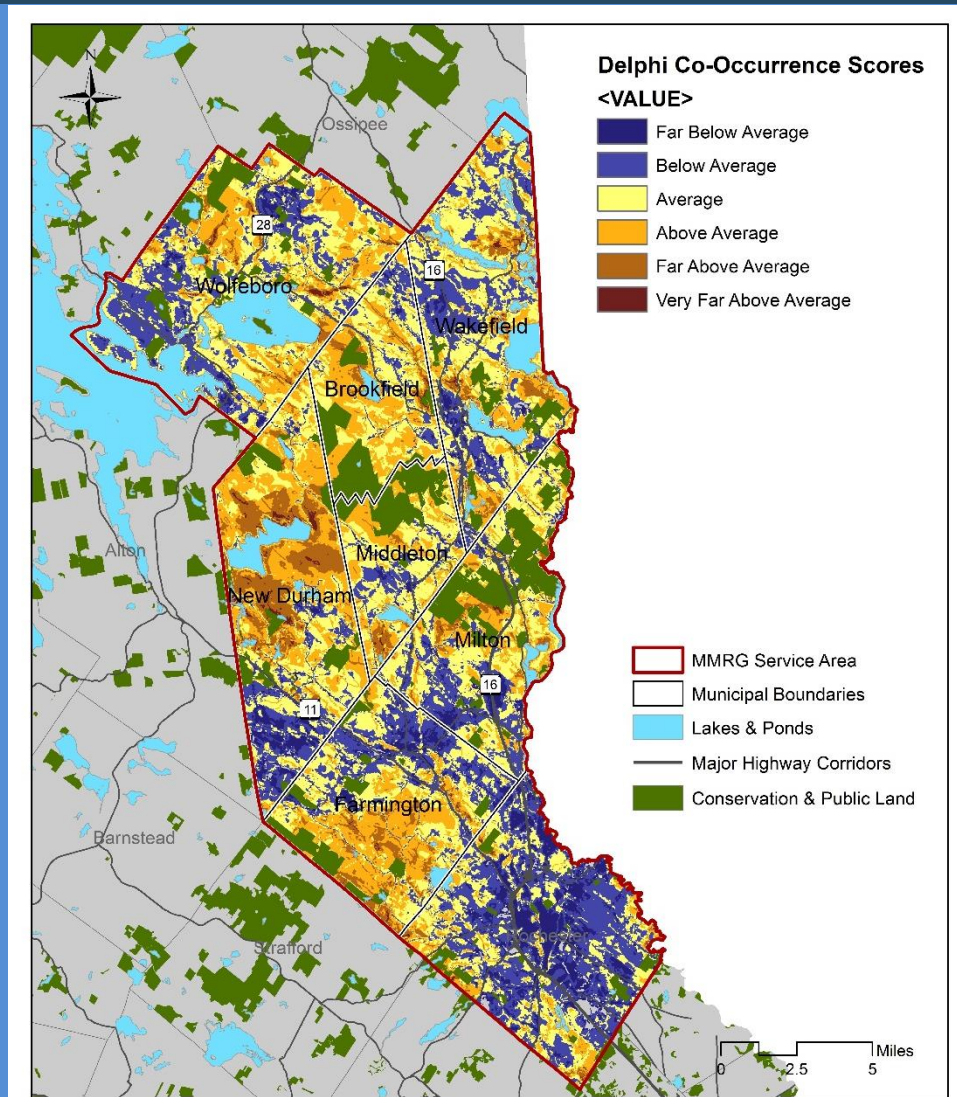 N
Delphi Co-Occurrence Scores
<VALUE>
Far Below Average
Below Average
Average
Above Average
Far Above Average
Very Far Above Average
Ossipee
28
16
Wolfeboro
Wakefield
Brookfield
Alton
Middleton
New Durham
Milton
16
11
MMRG Service Area
Municipal Boundaries
Lakes & Ponds
Major Highway Corridors
Conservation & Public Land
Farmington
Barnstead
Strafford
Rochester
0 2.5 5 Miles